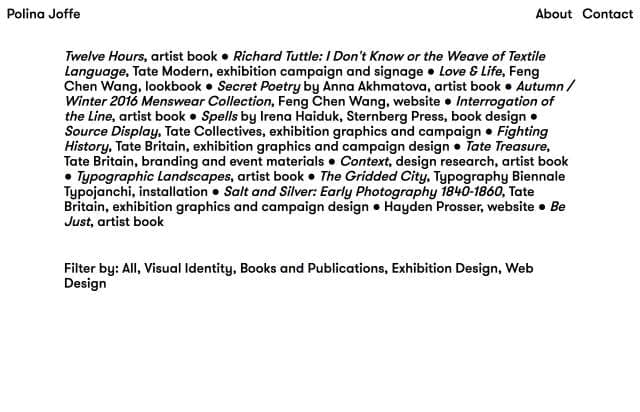 Polina Joffe
About Contact
Twelve Hours, artist book ● Richard Tuttle: I Don't Know or the Weave of Textile
Language, Tate Modern, exhibition campaign and signage ● Love & Life, Feng
Chen Wang, lookbook ● Secret Poetry by Anna Akhmatova, artist book ● Autumn /
Winter 2016 Menswear Collection, Feng Chen Wang, website ● Interrogation of
the Line, artist book ● Spells by Irena Haiduk, Sternberg Press, book design ●
Source Display, Tate Collectives, exhibition graphics and campaign ● Fighting
History, Tate Britain, exhibition graphics and campaign design ● Tate Treasure,
Tate Britain, branding and event materials ● Context, design research, artist book
● Typographic Landscapes, artist book ● The Gridded City, Typography Biennale
Typojanchi, installation ● Salt and Silver: Early Photography 1840-1860, Tate
Britain, exhibition graphics and campaign design ● Hayden Prosser, website ● Be
Just, artist book
Filter by: All, Visual Identity, Books and Publications, Exhibition Design, Web
Design